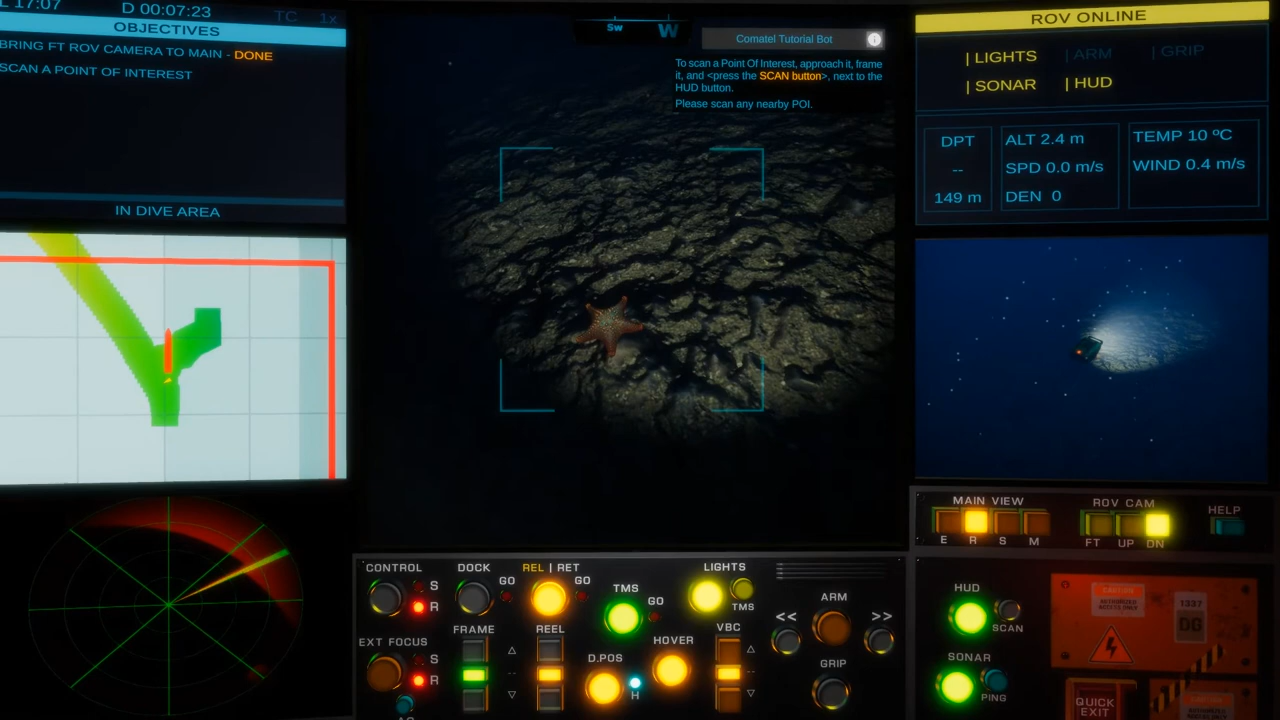 L 17:07 D 00:07:23 TC 1x
OBJECTIVES
BRING FT ROV CAMERA TO MAIN - DONE
SCAN A POINT OF INTEREST
IN DIVE AREA
SW W
Comatel Tutorial Bot
To scan a Point Of Interest, approach it, frame
it, and <press the SCAN button>, next to the
HUD button.
Please scan any nearby POI.
ROV ONLINE
| LIGHTS | ARM | GRIP
| SONAR | HUD
DPT
--
149 m
ALT 2.4 m
SPD 0.0 m/s
DEN 0
TEMP 10 ºC
WIND 0.4 m/s
MAIN VIEW
E R S M
ROV CAM
FT UP DN
HELP
CONTROL
S
R
DOCK
GO
REL | RET
GO
TMS
GO
LIGHTS
TMS
EXT FOCUS
S
R
FRAME
REEL
--
D.POS
H
HOVER
VBC
--
<< ARM >>
GRIP
HUD
SCAN
SONAR
PING
CAUTION
1337
DG
QUICK
EXIT